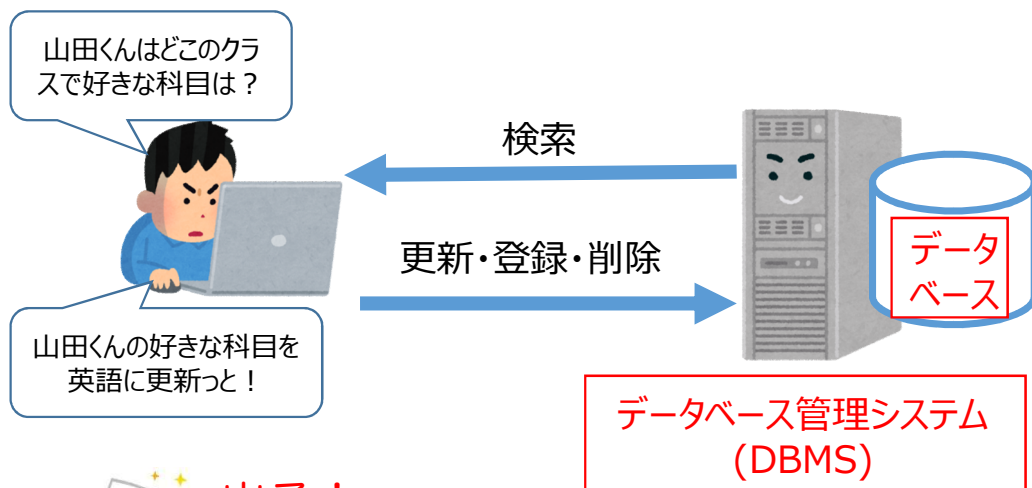 山田くんはどこのクラ
スで好きな科目は？
検索
更新・登録・削除
データ
ベース
山田くんの好きな科目を
英語に更新っと！
データベース管理システム
(DBMS)